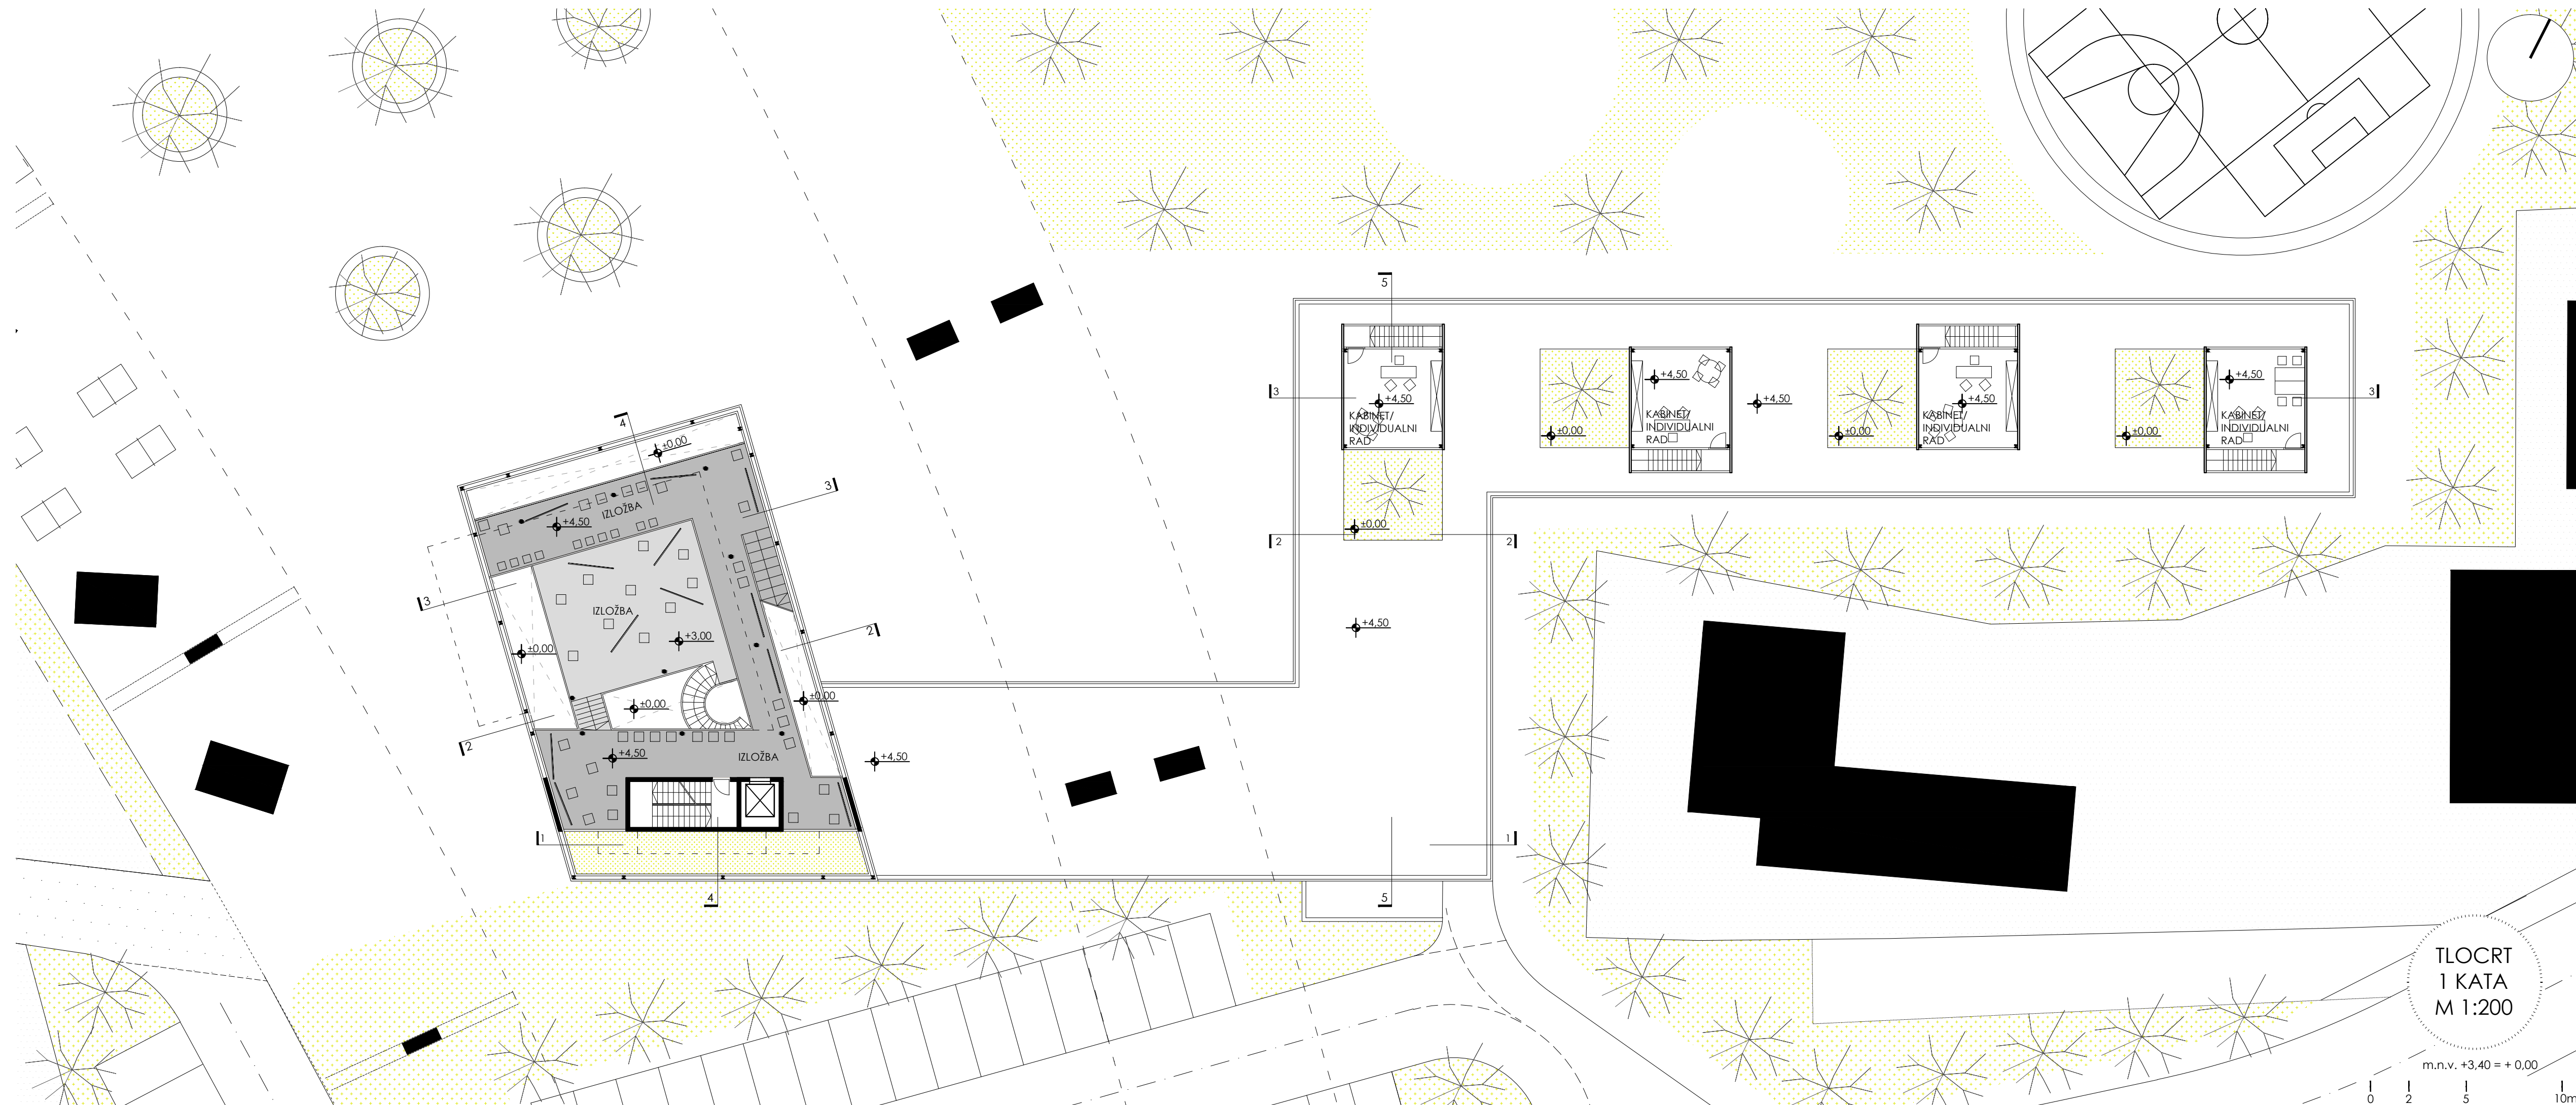 5
3
+4,50
KABINET/
INDIVIDUALNI
RAD
±0,00
+4,50
KABINET/
INDIVIDUALNI
RAD
±0,00
+4,50
+4,50
KABINET/
INDIVIDUALNI
RAD
±0,00
+4,50
KABINET/
INDIVIDUALNI
RAD
±0,00
3
4
±0,00
3
IZLOŽBA
+4,50
3
IZLOŽBA
+3,00
2
±0,00
±0,00
±0,00
2
+4,50
IZLOŽBA
+4,50
1
4
2
2
+4,50
1
5
TLOCRT
1 KATA
M 1:200
m.n.v. +3,40 = + 0,00
0 2 5 10m